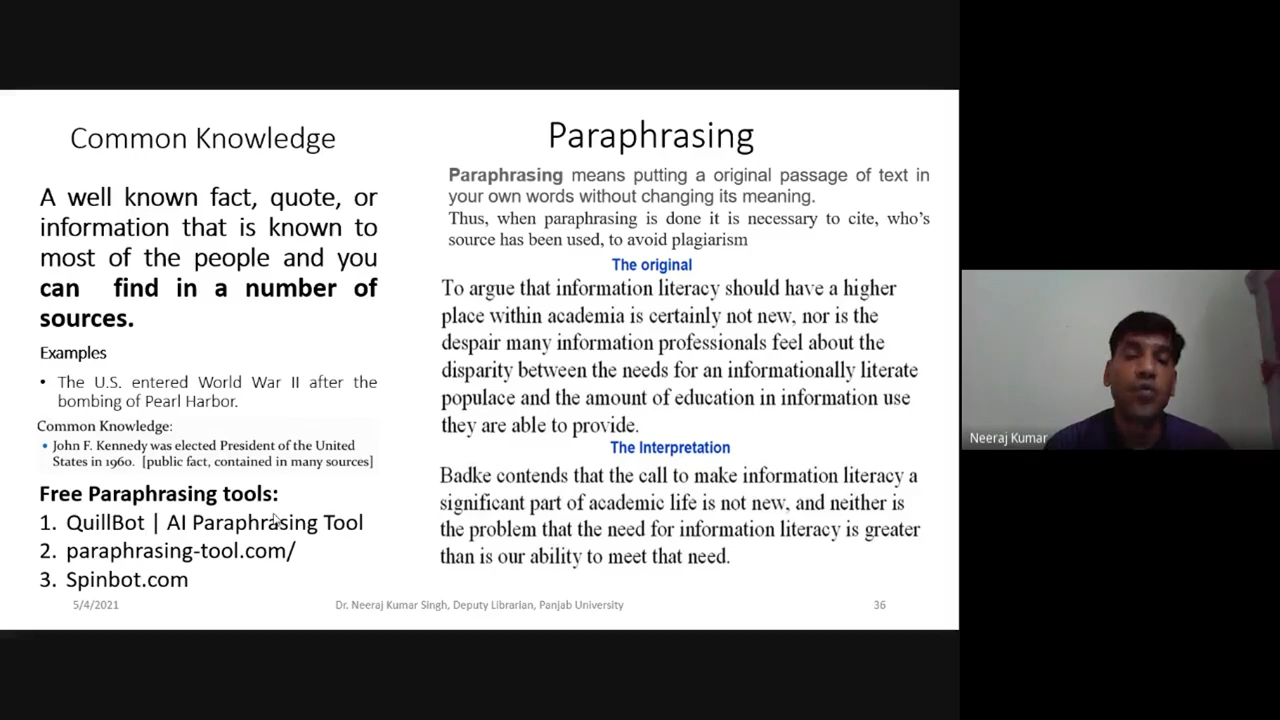 Common Knowledge
A well known fact, quote, or
information that is known to
most of the people and you
can find in a number of
sources.
Examples
• The U.S. entered World War II after the
bombing of Pearl Harbor.
Common Knowledge:
• John F. Kennedy was elected President of the United
States in 1960. [public fact, contained in many sources]
Free Paraphrasing tools:
1. QuillBot | AI Paraphrasing Tool
2. paraphrasing-tool.com/
3. Spinbot.com
Paraphrasing
Paraphrasing means putting a original passage of text in
your own words without changing its meaning.
Thus, when paraphrasing is done it is necessary to cite, who's
source has been used, to avoid plagiarism
The original
To argue that information literacy should have a higher
place within academia is certainly not new, nor is the
despair many information professionals feel about the
disparity between the needs for an informationally literate
populace and the amount of education in information use
they are able to provide.
The Interpretation
Badke contends that the call to make information literacy a
significant part of academic life is not new, and neither is
the problem that the need for information literacy is greater
than is our ability to meet that need.
5/4/2021
Dr. Neeraj Kumar Singh, Deputy Librarian, Panjab University
36
Neeraj Kumar